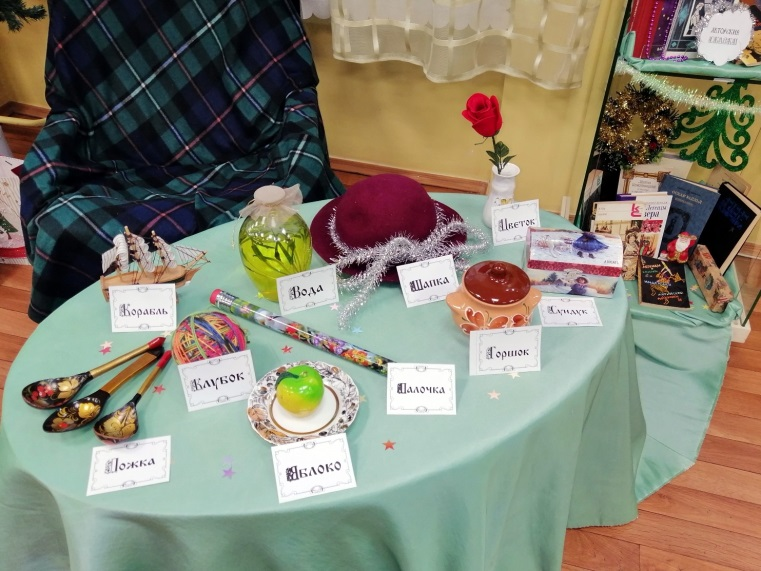 Цветок
Вода
Шапка
Корабль
Сундук
Горшок
Клубок
Палочка
Ложка
Яблоко